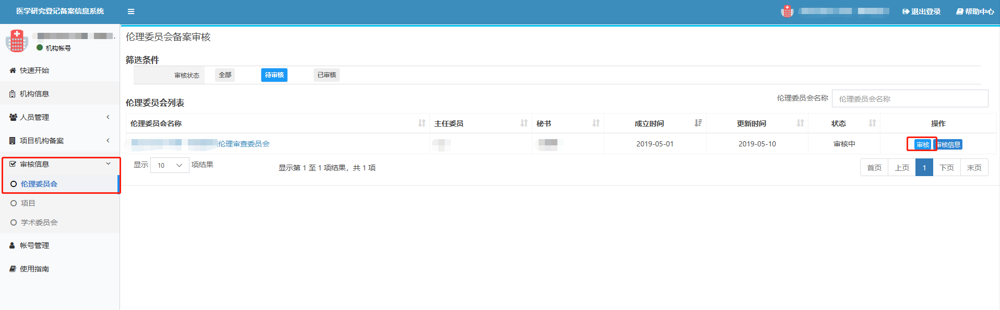 医学研究登记备案信息系统
退出登录 帮助中心
机构帐号
快速开始
机构信息
人员管理
项目机构备案
审核信息
伦理委员会
项目
学术委员会
帐号管理
使用指南
伦理委员会备案审核
筛选条件
审核状态 全部 待审核 已审核
伦理委员会列表
伦理委员会名称 伦理委员会名称
伦理委员会名称 主任委员 秘书 成立时间 更新时间 状态 操作
伦理审查委员会 2019-05-01 2019-05-10 审核中 审核 审核信息
显示 10 项结果 显示第 1 至 1 项结果，共 1 项 首页 上页 1 下页 末页